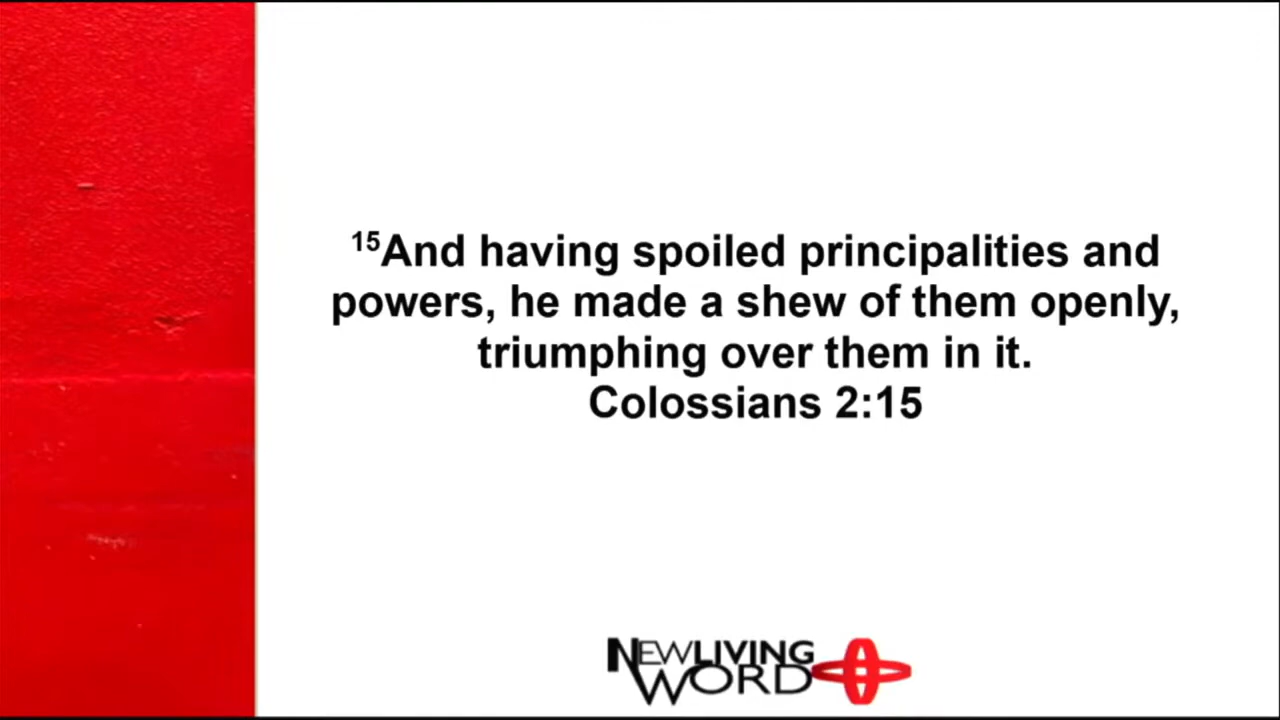 15And having spoiled principalities and
powers, he made a shew of them openly,
triumphing over them in it.
Colossians 2:15
NEWLIVING
WORD